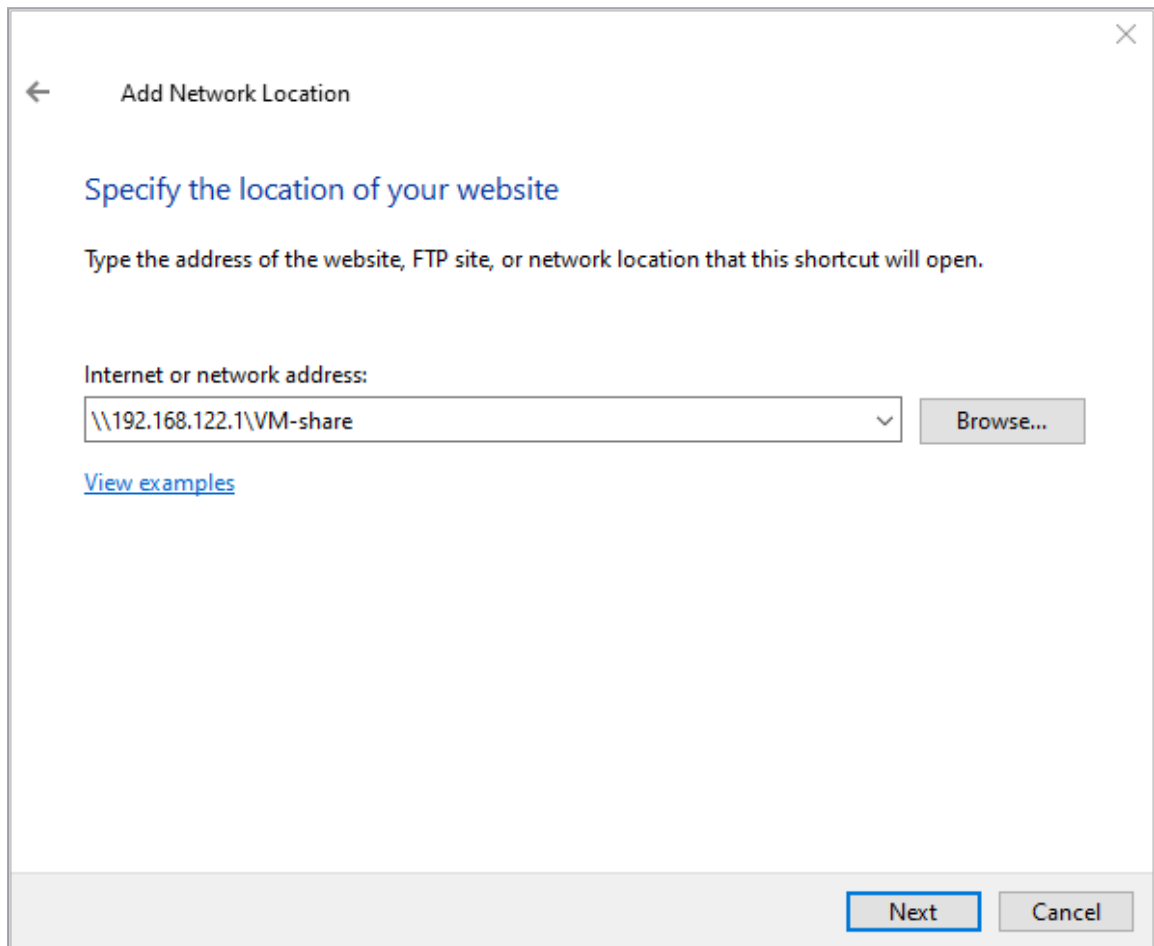 Add Network Location
Specify the location of your website
Type the address of the website, FTP site, or network location that this shortcut will open.
Internet or network address:
\\192.168.122.1\VM-share
Browse...
View examples
Next
Cancel